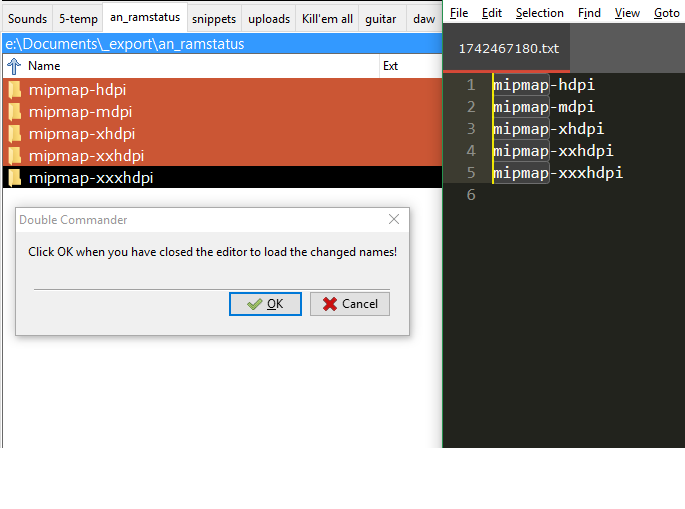 Sounds 5-temp an_ramstatus snippets uploads Kill'em all guitar daw
e:\Documents\_export\an_ramstatus
Name Ext
mipmap-hdpi
mipmap-mdpi
mipmap-xhdpi
mipmap-xxhdpi
mipmap-xxxhdpi
Double Commander
Click OK when you have closed the editor to load the changed names!
OK Cancel
File Edit Selection Find View Goto
1742467180.txt
1 mipmap-hdpi
2 mipmap-mdpi
3 mipmap-xhdpi
4 mipmap-xxhdpi
5 mipmap-xxxhdpi
6